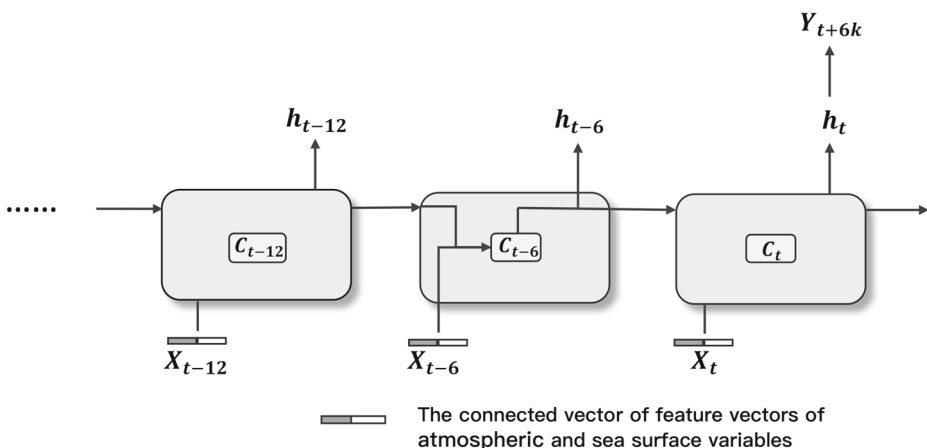 Y_{t+6k}
h_{t-12} h_{t-6} h_t
...... 
C_{t-12} C_{t-6} C_t
X_{t-12} X_{t-6} X_t
The connected vector of feature vectors of
atmospheric and sea surface variables